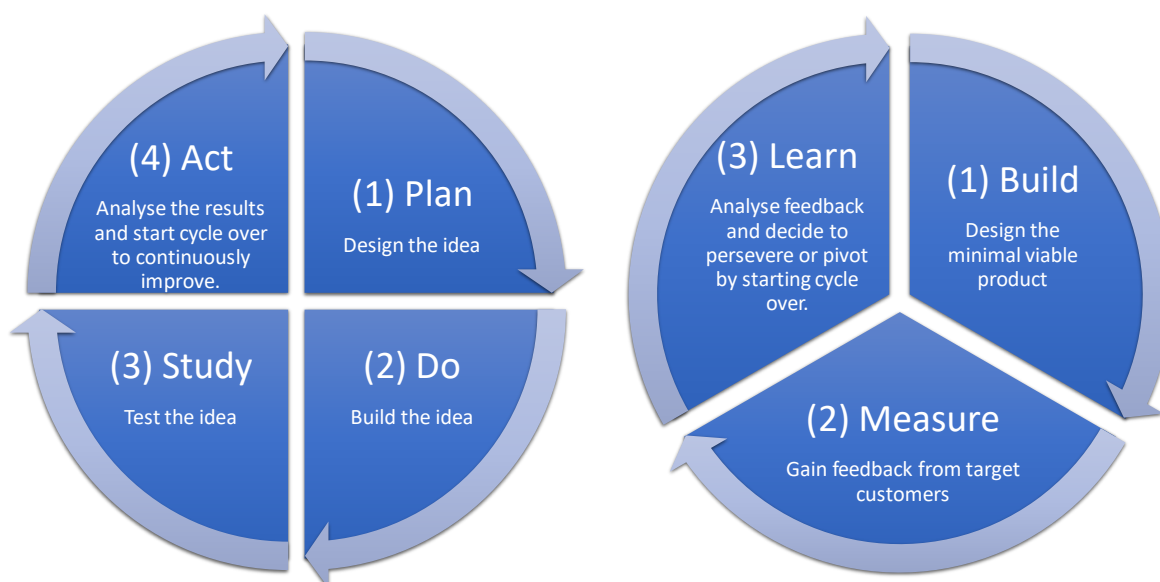 (4) Act
Analyse the results
and start cycle over
to continuously
improve.
(1) Plan
Design the idea
(3) Study
Test the idea
(2) Do
Build the idea
(3) Learn
Analyse feedback
and decide to
persevere or pivot
by starting cycle
over.
(1) Build
Design the
minimal viable
product
(2) Measure
Gain feedback from target
customers